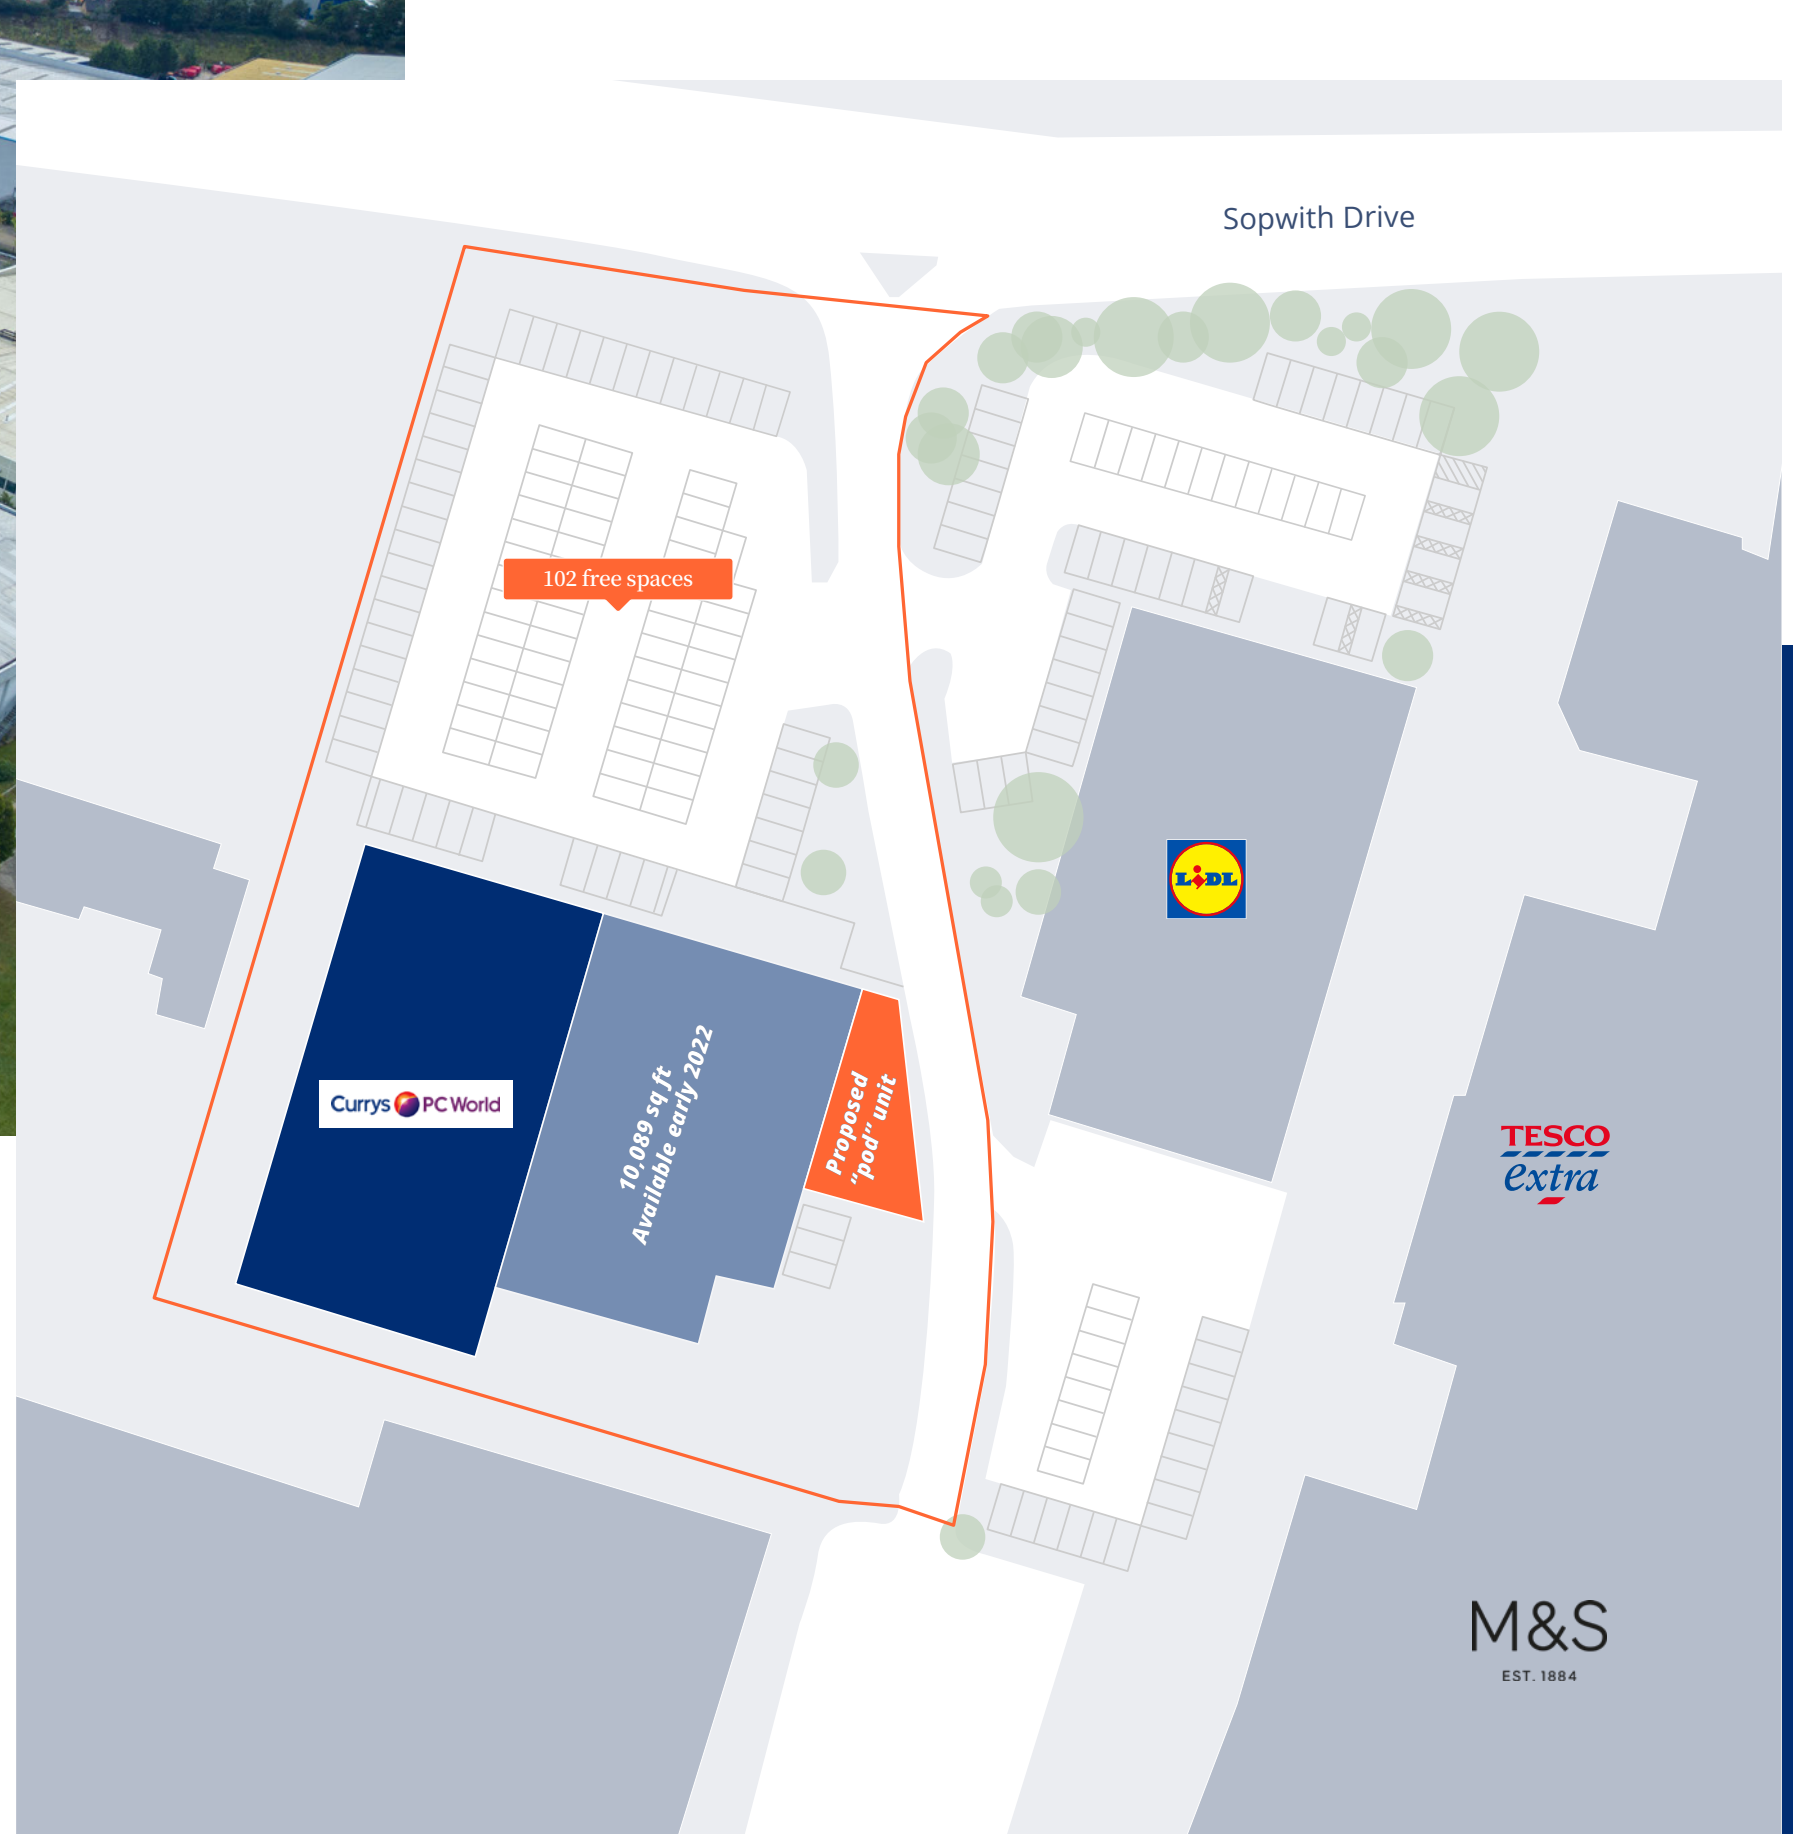 Sopwith Drive
102 free spaces
LIDL
Currys PC World
10,089 sq ft
Available early 2022
Proposed
"pod" unit
TESCO
extra
M&S
EST. 1884